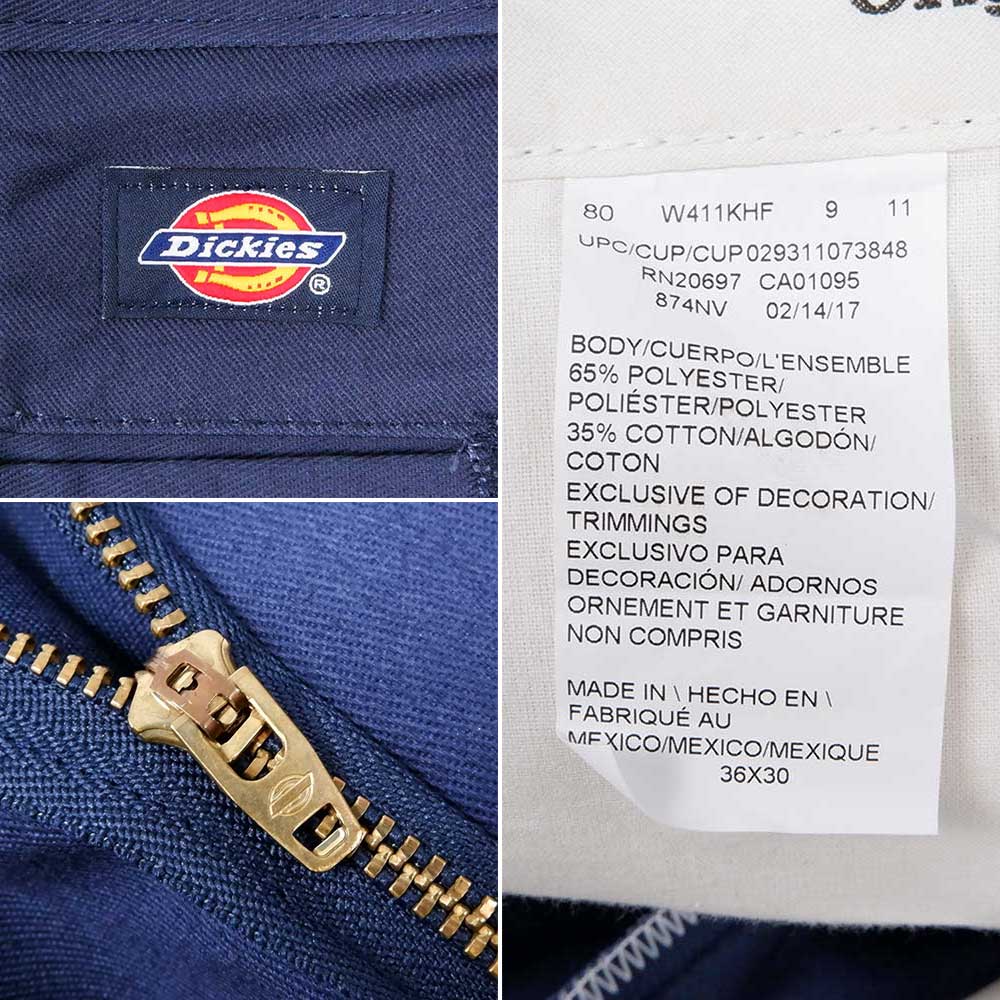 Dickies
®
80 W411KHF 9 11
UPC/CUP/CUP029311073848
RN20697 CA01095
874NV 02/14/17
BODY/CUERPO/L'ENSEMBLE
65% POLYESTER/
POLIÉSTER/POLYESTER
35% COTTON/ALGODÓN/
COTON
EXCLUSIVE OF DECORATION/
TRIMMINGS
EXCLUSIVO PARA
DECORACIÓN/ ADORNOS
ORNEMENT ET GARNITURE
NON COMPRIS
MADE IN \ HECHO EN \
FABRIQUÉ AU
MEXICO/MEXICO/MEXIQUE
36X30